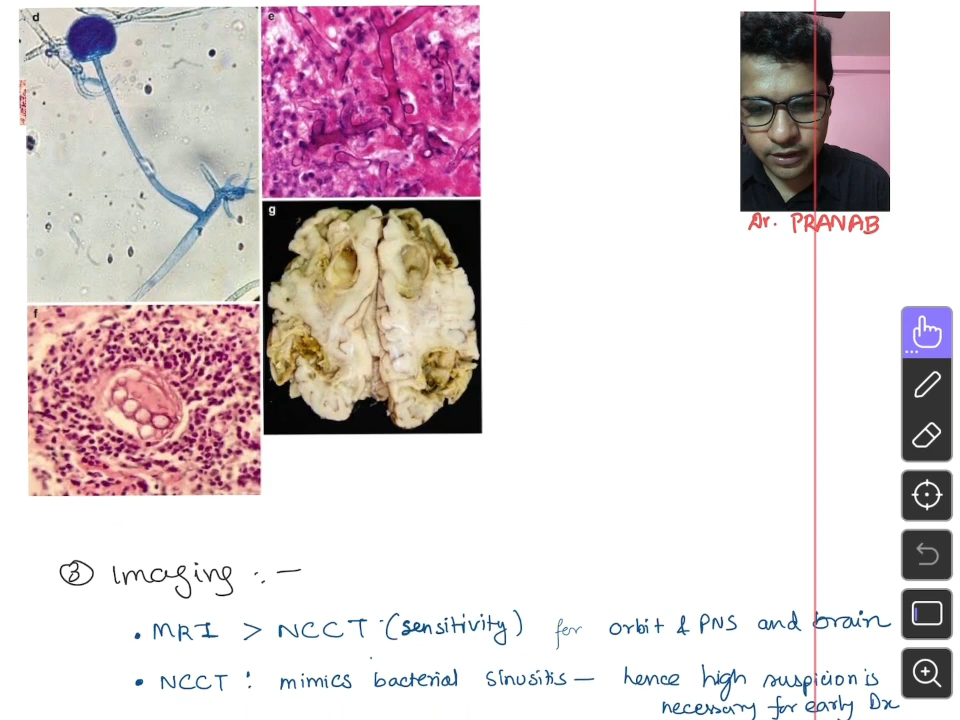 d
e
Dr. PRANAB
g
f
③ Imaging :-
• MRI > NCCT (sensitivity) for orbit & PNS and brain
• NCCT : mimics bacterial sinusitis — hence high suspicion is
necessary for early Dx